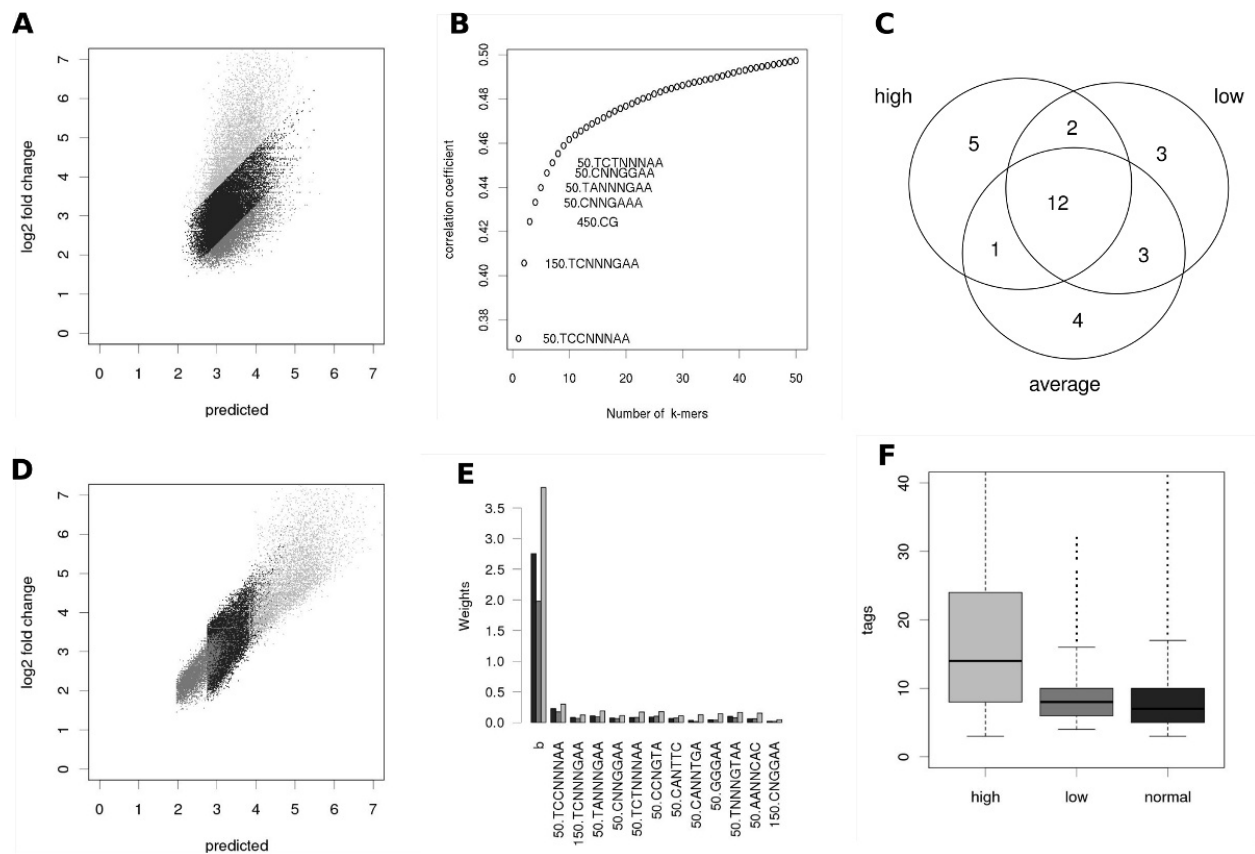 A
log2 fold change
7
6
5
4
3
2
1
0
0 1 2 3 4 5 6 7
predicted
B
correlation coefficient
0.50
0.48
0.46
0.44
0.42
0.40
0.38
50.TCTNNNAA
50.CNNGGAA
50.TANNNGAA
50.CNNGAAA
450.CG
150.TCNNNGAA
50.TCCNNNAA
0 10 20 30 40 50
Number of k-mers
C
high
low
5
2
3
12
1
3
4
average
D
log2 fold change
7
6
5
4
3
2
1
0
0 1 2 3 4 5 6 7
predicted
E
Weights
3.5
3.0
2.5
2.0
1.5
1.0
0.5
0.0
b
50.TCCNNNAA
150.TCNNNGAA
50.TANNNGAA
50.CNNGGAA
50.TCTNNNAA
50.CCNGTA
50.CANTTC
50.CANNTGA
50.GGGAA
50.TNNNGTAA
50.AANNCAC
150.CNGGAA
F
tags
40
30
20
10
0
high low normal